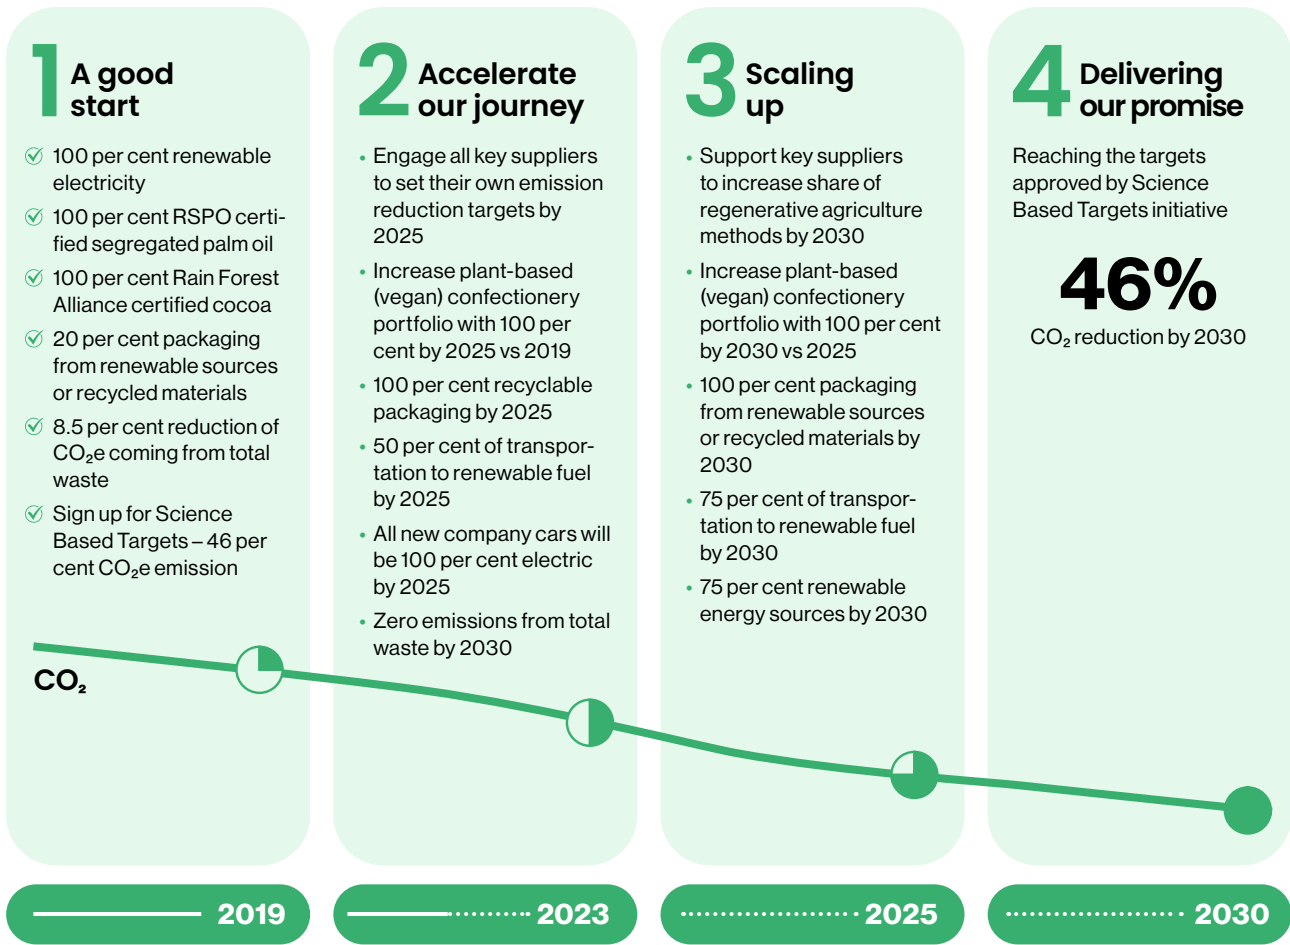 1 A good
start
100 per cent renewable
electricity
100 per cent RSPO certi-
fied segregated palm oil
100 per cent Rain Forest
Alliance certified cocoa
20 per cent packaging
from renewable sources
or recycled materials
8.5 per cent reduction of
CO₂e coming from total
waste
Sign up for Science
Based Targets – 46 per
cent CO₂e emission
CO₂
2019
2 Accelerate
our journey
• Engage all key suppliers
to set their own emission
reduction targets by
2025
• Increase plant-based
(vegan) confectionery
portfolio with 100 per
cent by 2025 vs 2019
• 100 per cent recyclable
packaging by 2025
• 50 per cent of transpor-
tation to renewable fuel
by 2025
• All new company cars will
be 100 per cent electric
by 2025
• Zero emissions from total
waste by 2030
2023
3 Scaling
up
• Support key suppliers
to increase share of
regenerative agriculture
methods by 2030
• Increase plant-based
(vegan) confectionery
portfolio with 100 per cent
by 2030 vs 2025
• 100 per cent packaging
from renewable sources
or recycled materials by
2030
• 75 per cent of transpor-
tation to renewable fuel
by 2030
• 75 per cent renewable
energy sources by 2030
2025
4 Delivering
our promise
Reaching the targets
approved by Science
Based Targets initiative
46%
CO₂ reduction by 2030
2030